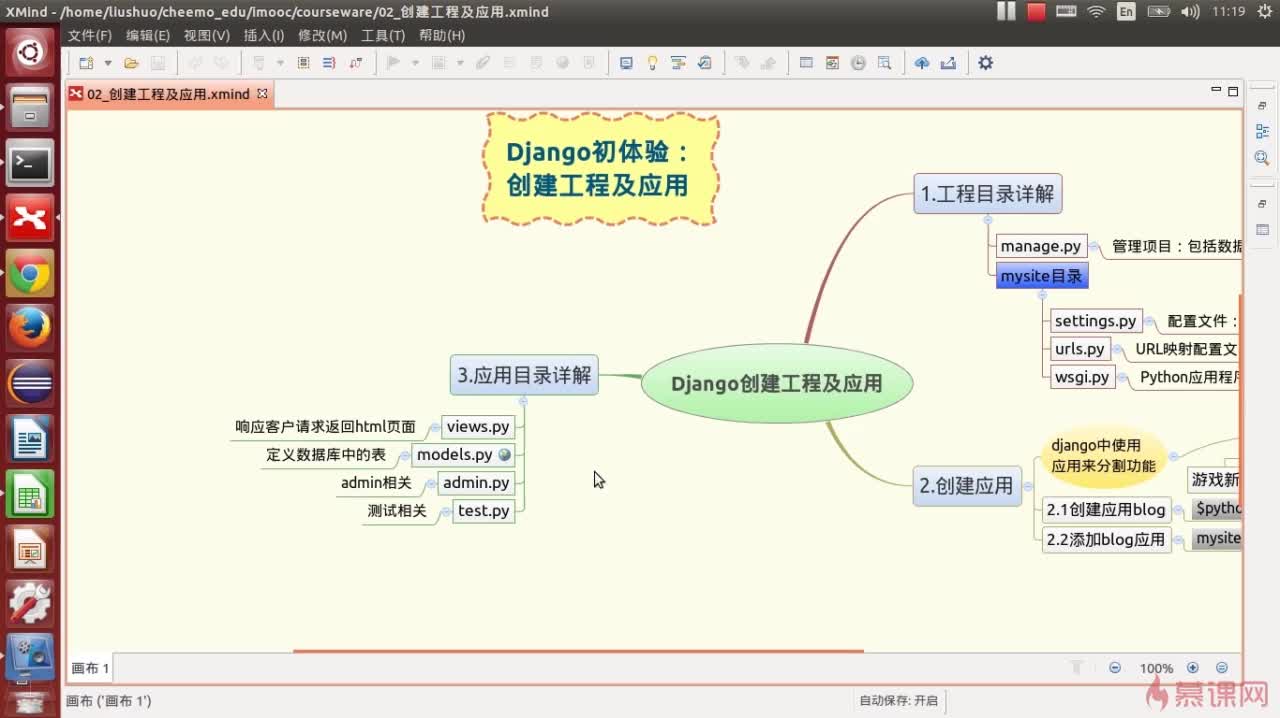 XMind - /home/liushuo/cheemo_edu/imooc/courseware/02_创建工程及应用.xmind
En
11:19
文件(F) 编辑(E) 视图(V) 插入(I) 修改(M) 工具(T) 帮助(H)
02_创建工程及应用.xmind
Django初体验：
创建工程及应用
1.工程目录详解
manage.py
管理项目：包括数据
mysite目录
settings.py
配置文件：
urls.py
URL映射配置文
wsgi.py
Python应用程序
Django创建工程及应用
3.应用目录详解
响应客户请求返回html页面
views.py
定义数据库中的表
models.py
admin相关
admin.py
测试相关
test.py
2.创建应用
django中使用
应用来分割功能
游戏新
2.1创建应用blog
$pytho
2.2添加blog应用
mysite
画布 1
100%
画布 ('画布 1')
自动保存: 开启
慕课网